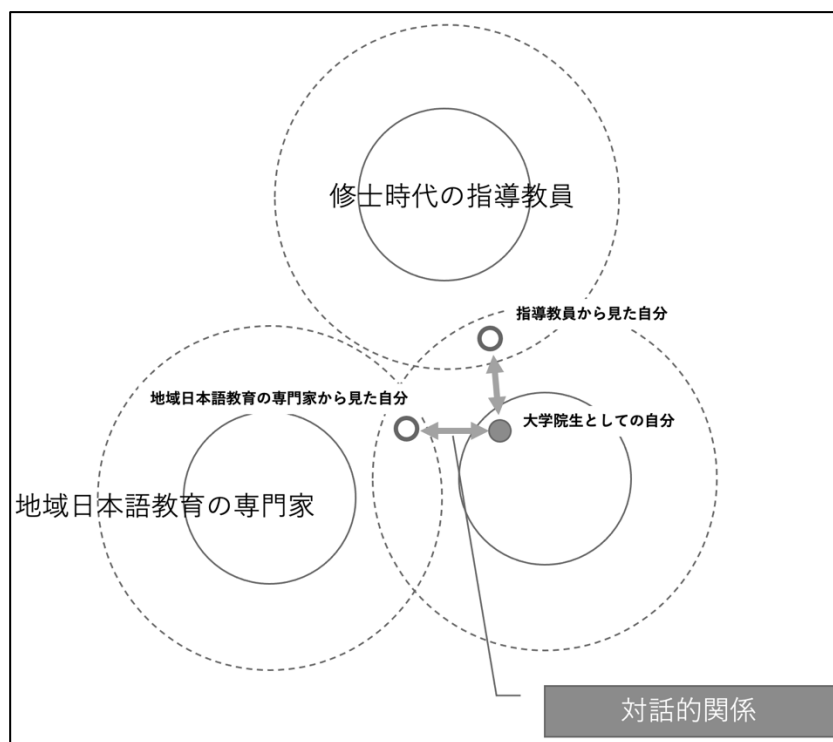 修士時代の指導教員
指導教員から見た自分
地域日本語教育の専門家から見た自分
大学院生としての自分
地域日本語教育の専門家
対話的関係